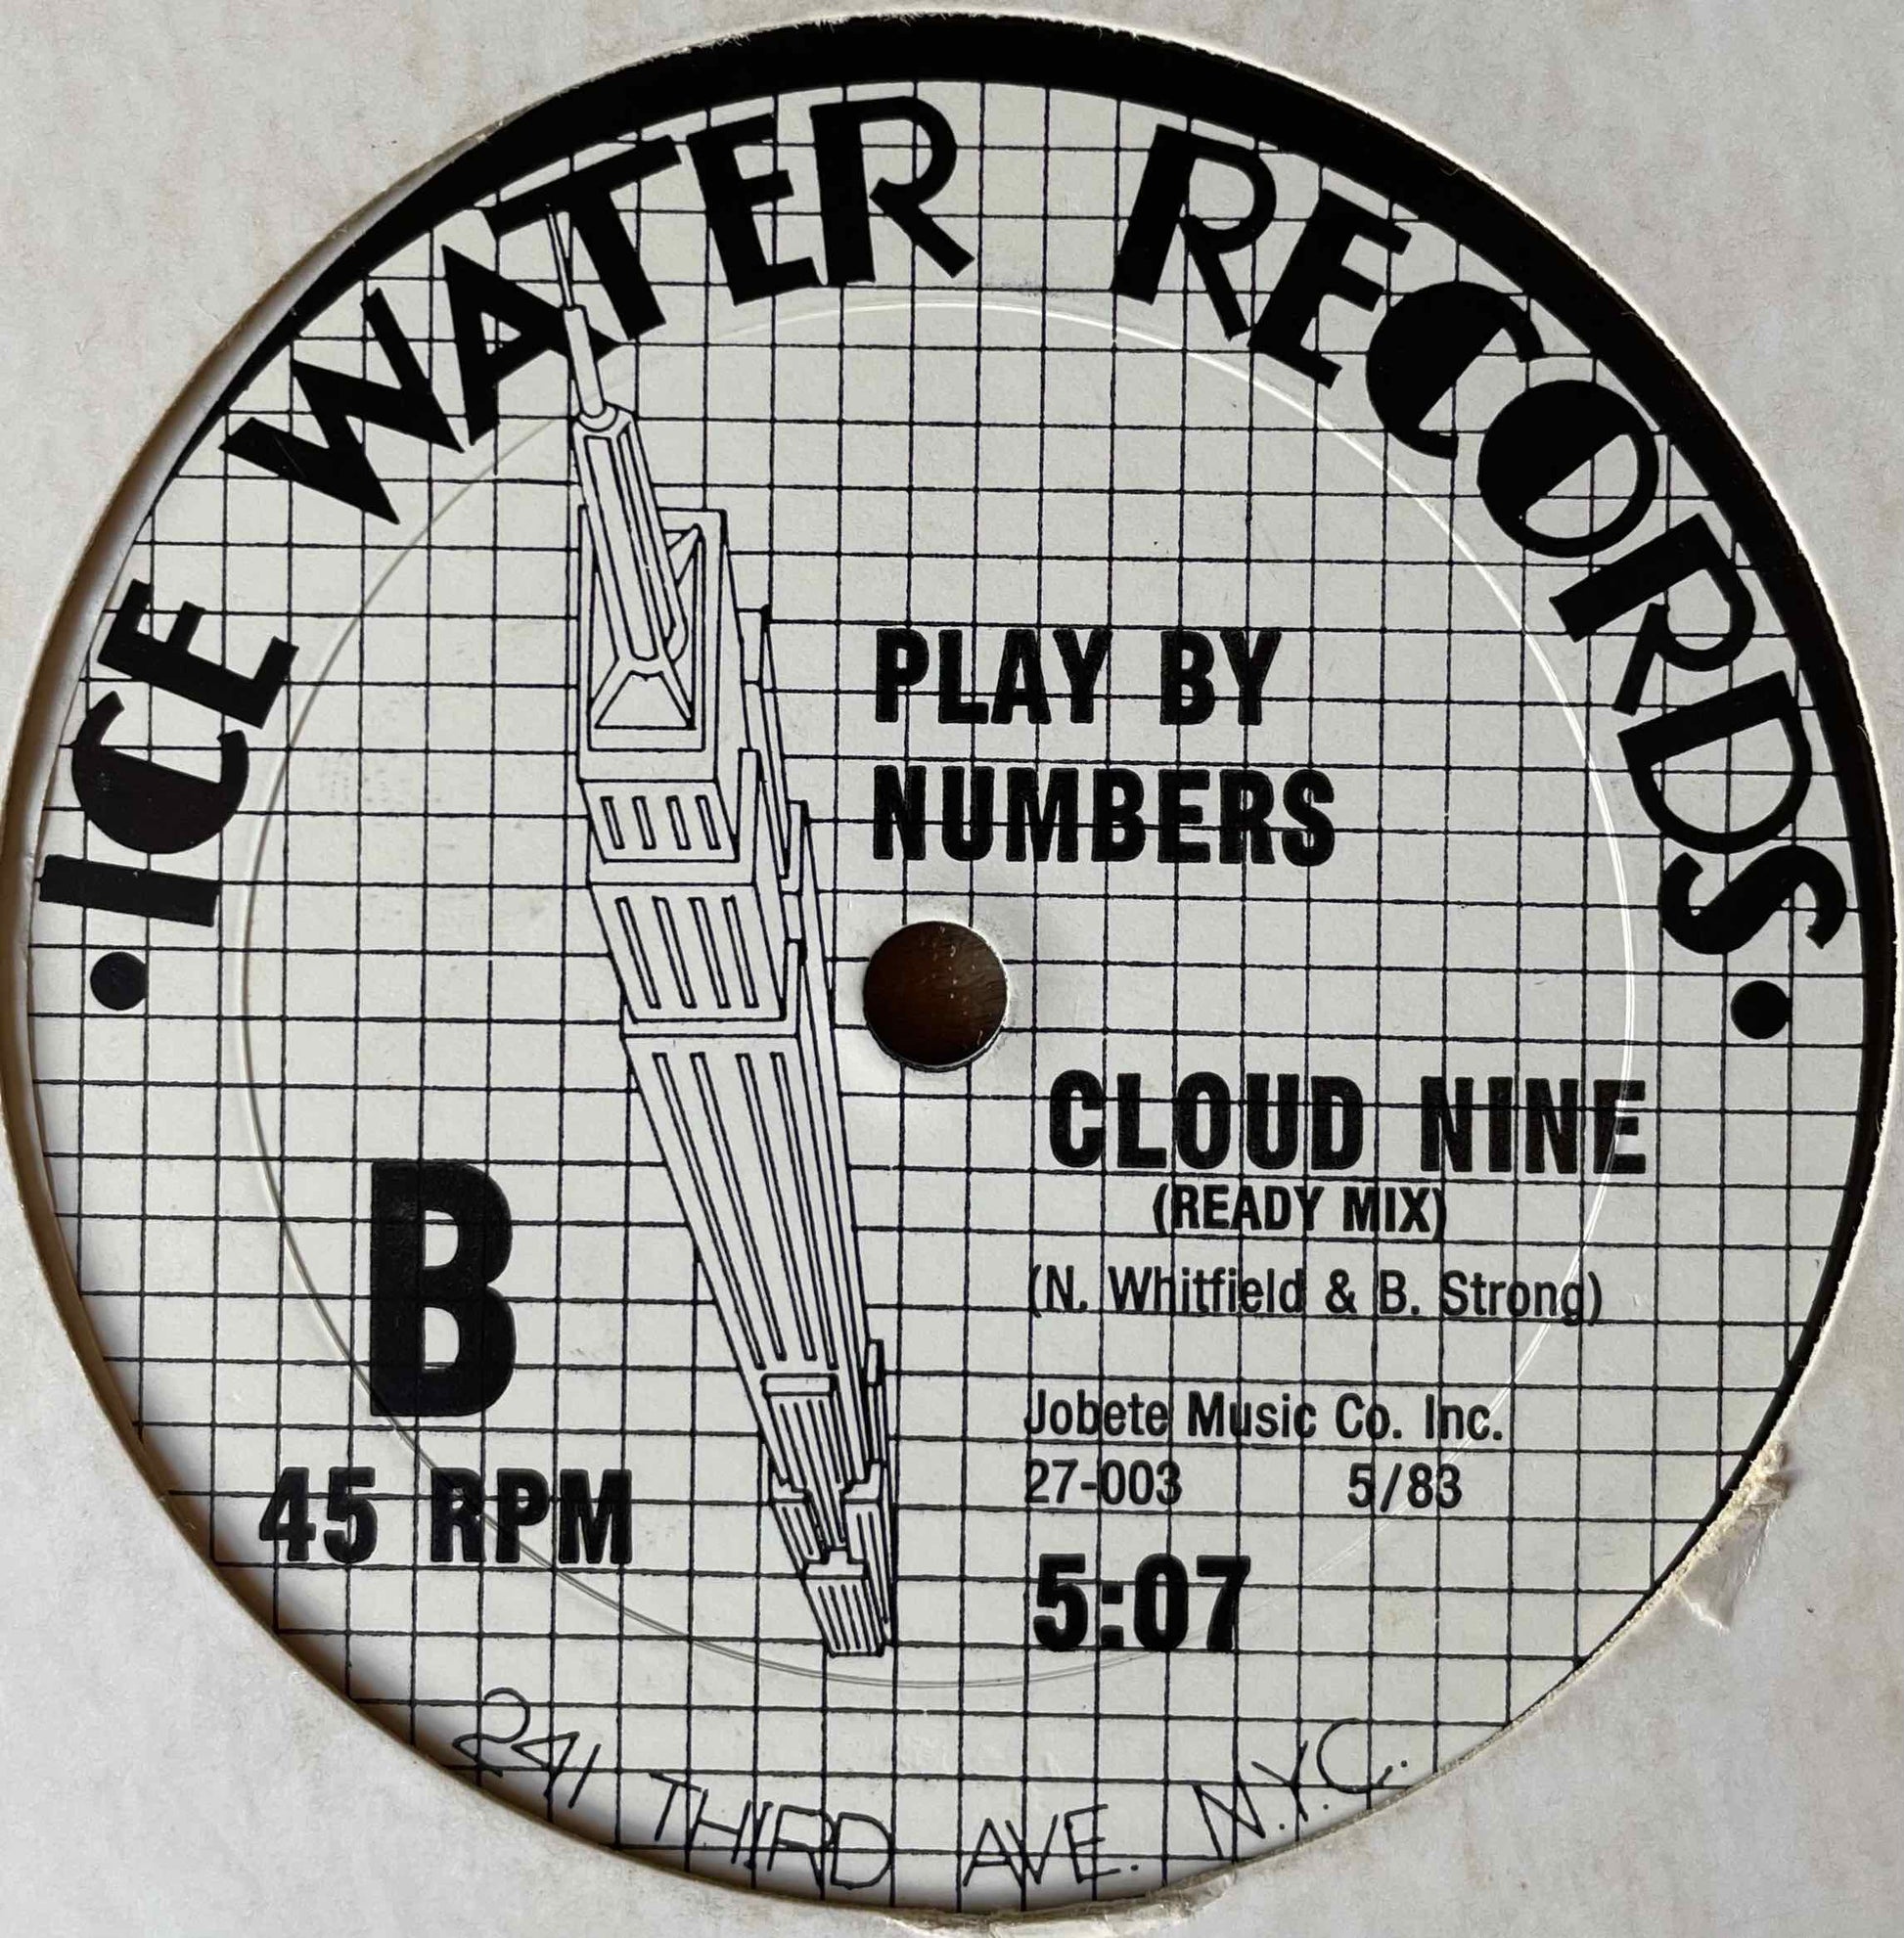 • ICE WATER RECORDS •
PLAY BY
NUMBERS
CLOUD NINE
(READY MIX)
(N. Whitfield & B. Strong)
B
Jobete Music Co. Inc.
27-003 5/83
45 RPM
5:07
241 THIRD AVE. N.Y.C.